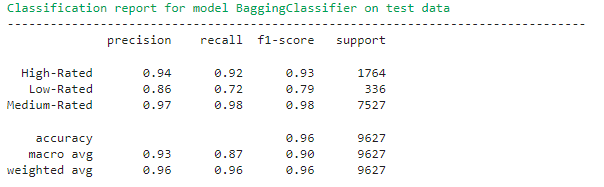 Classification report for model BaggingClassifier on test data
--------------------------------------------------------------------------------
precision recall f1-score support
High-Rated 0.94 0.92 0.93 1764
Low-Rated 0.86 0.72 0.79 336
Medium-Rated 0.97 0.98 0.98 7527
accuracy 0.96 9627
macro avg 0.93 0.87 0.90 9627
weighted avg 0.96 0.96 0.96 9627